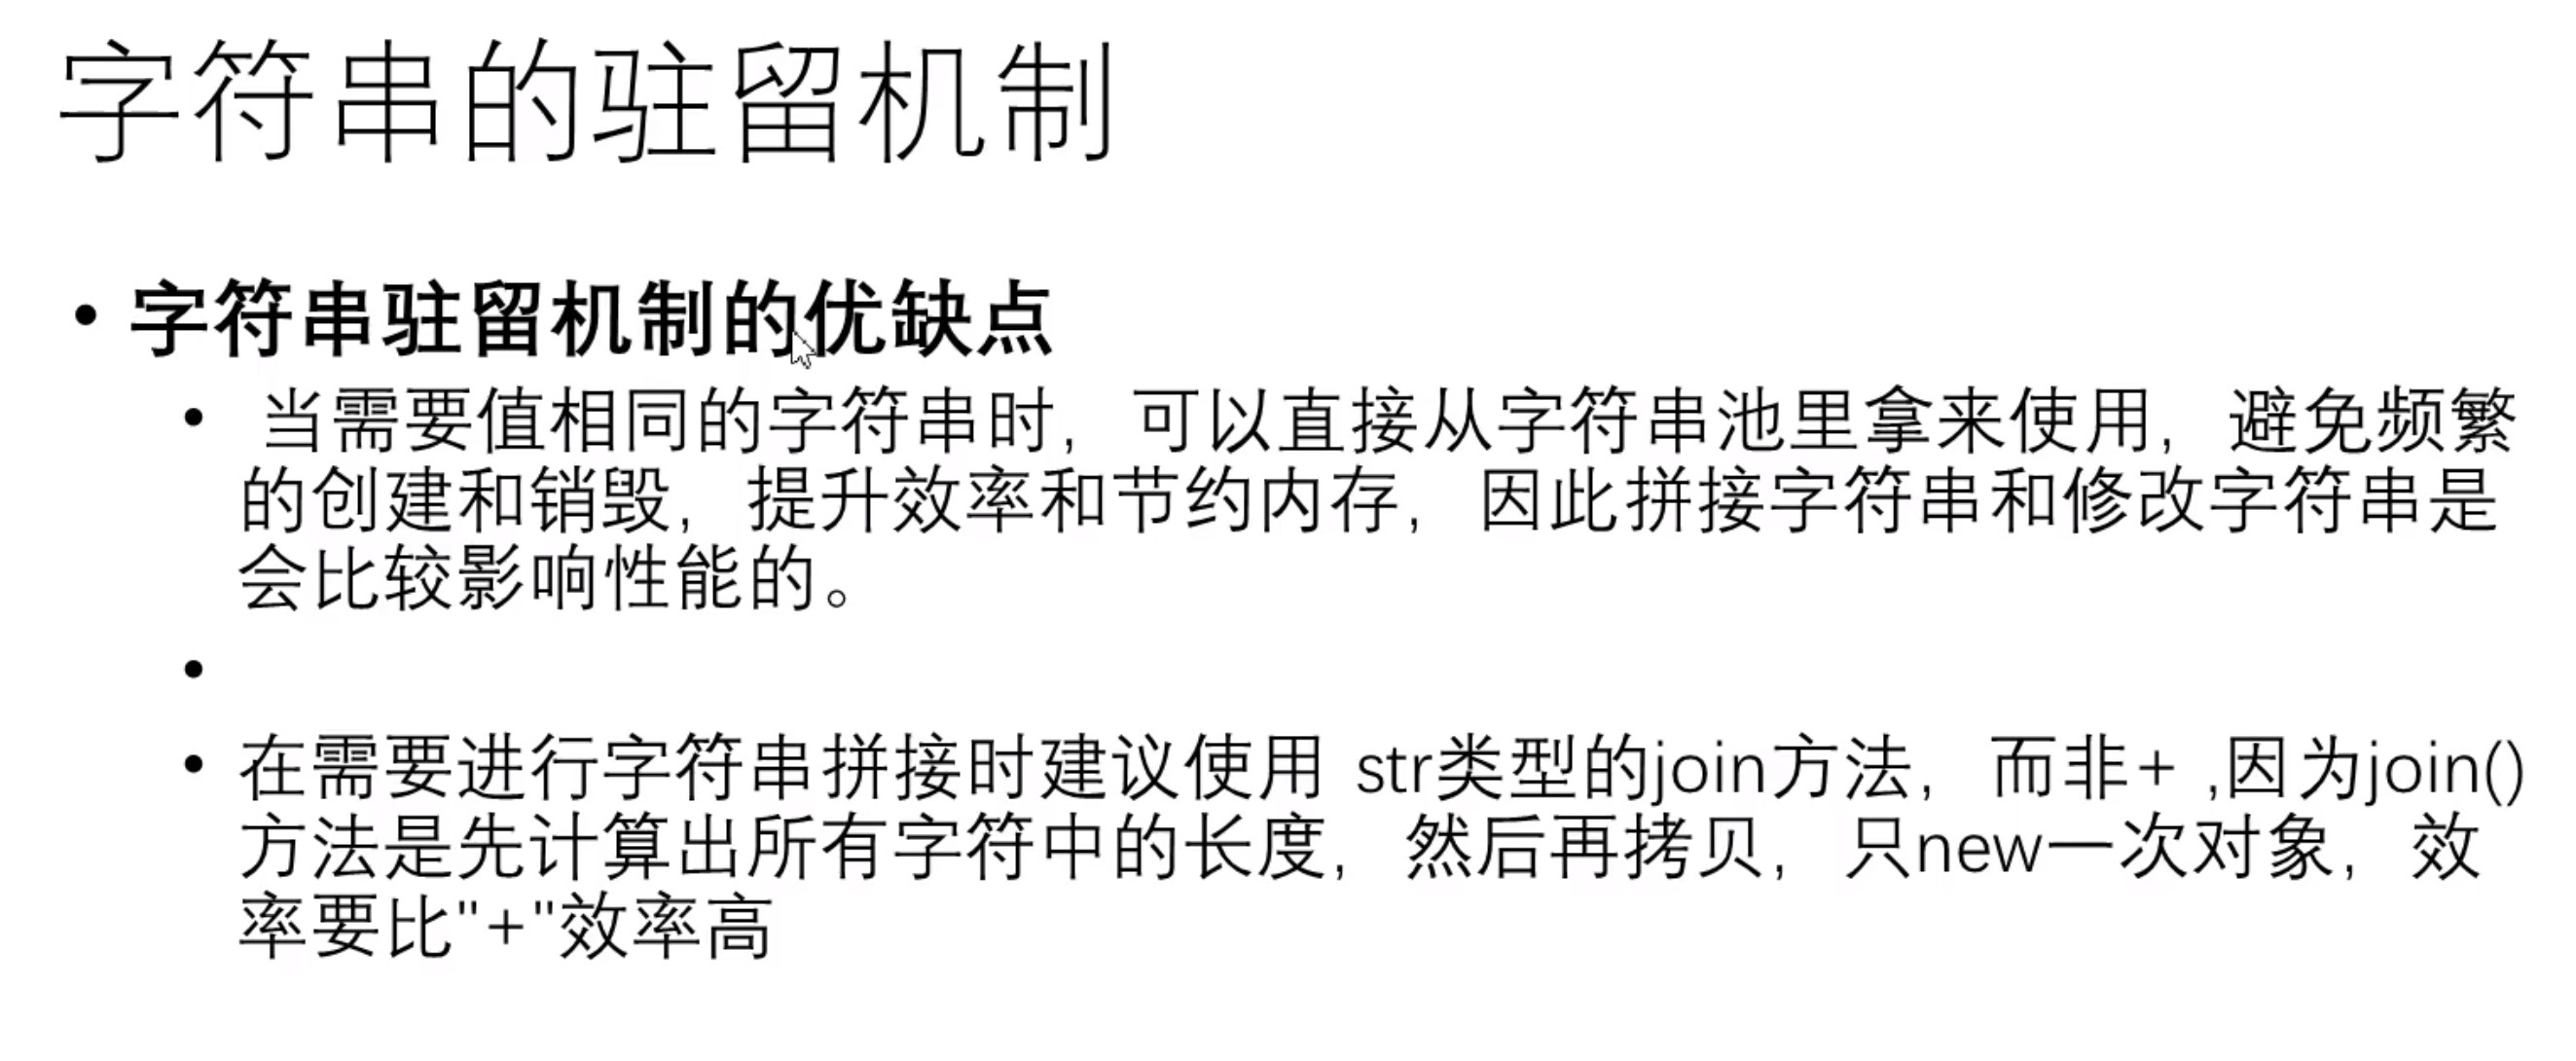 字符串的驻留机制
• 字符串驻留机制的优缺点
• 当需要值相同的字符串时，可以直接从字符串池里拿来使用，避免频繁
的创建和销毁，提升效率和节约内存，因此拼接字符串和修改字符串是
会比较影响性能的。
•
• 在需要进行字符串拼接时建议使用 str类型的join方法，而非+ ,因为join()
方法是先计算出所有字符中的长度，然后再拷贝，只new一次对象，效
率要比"+"效率高